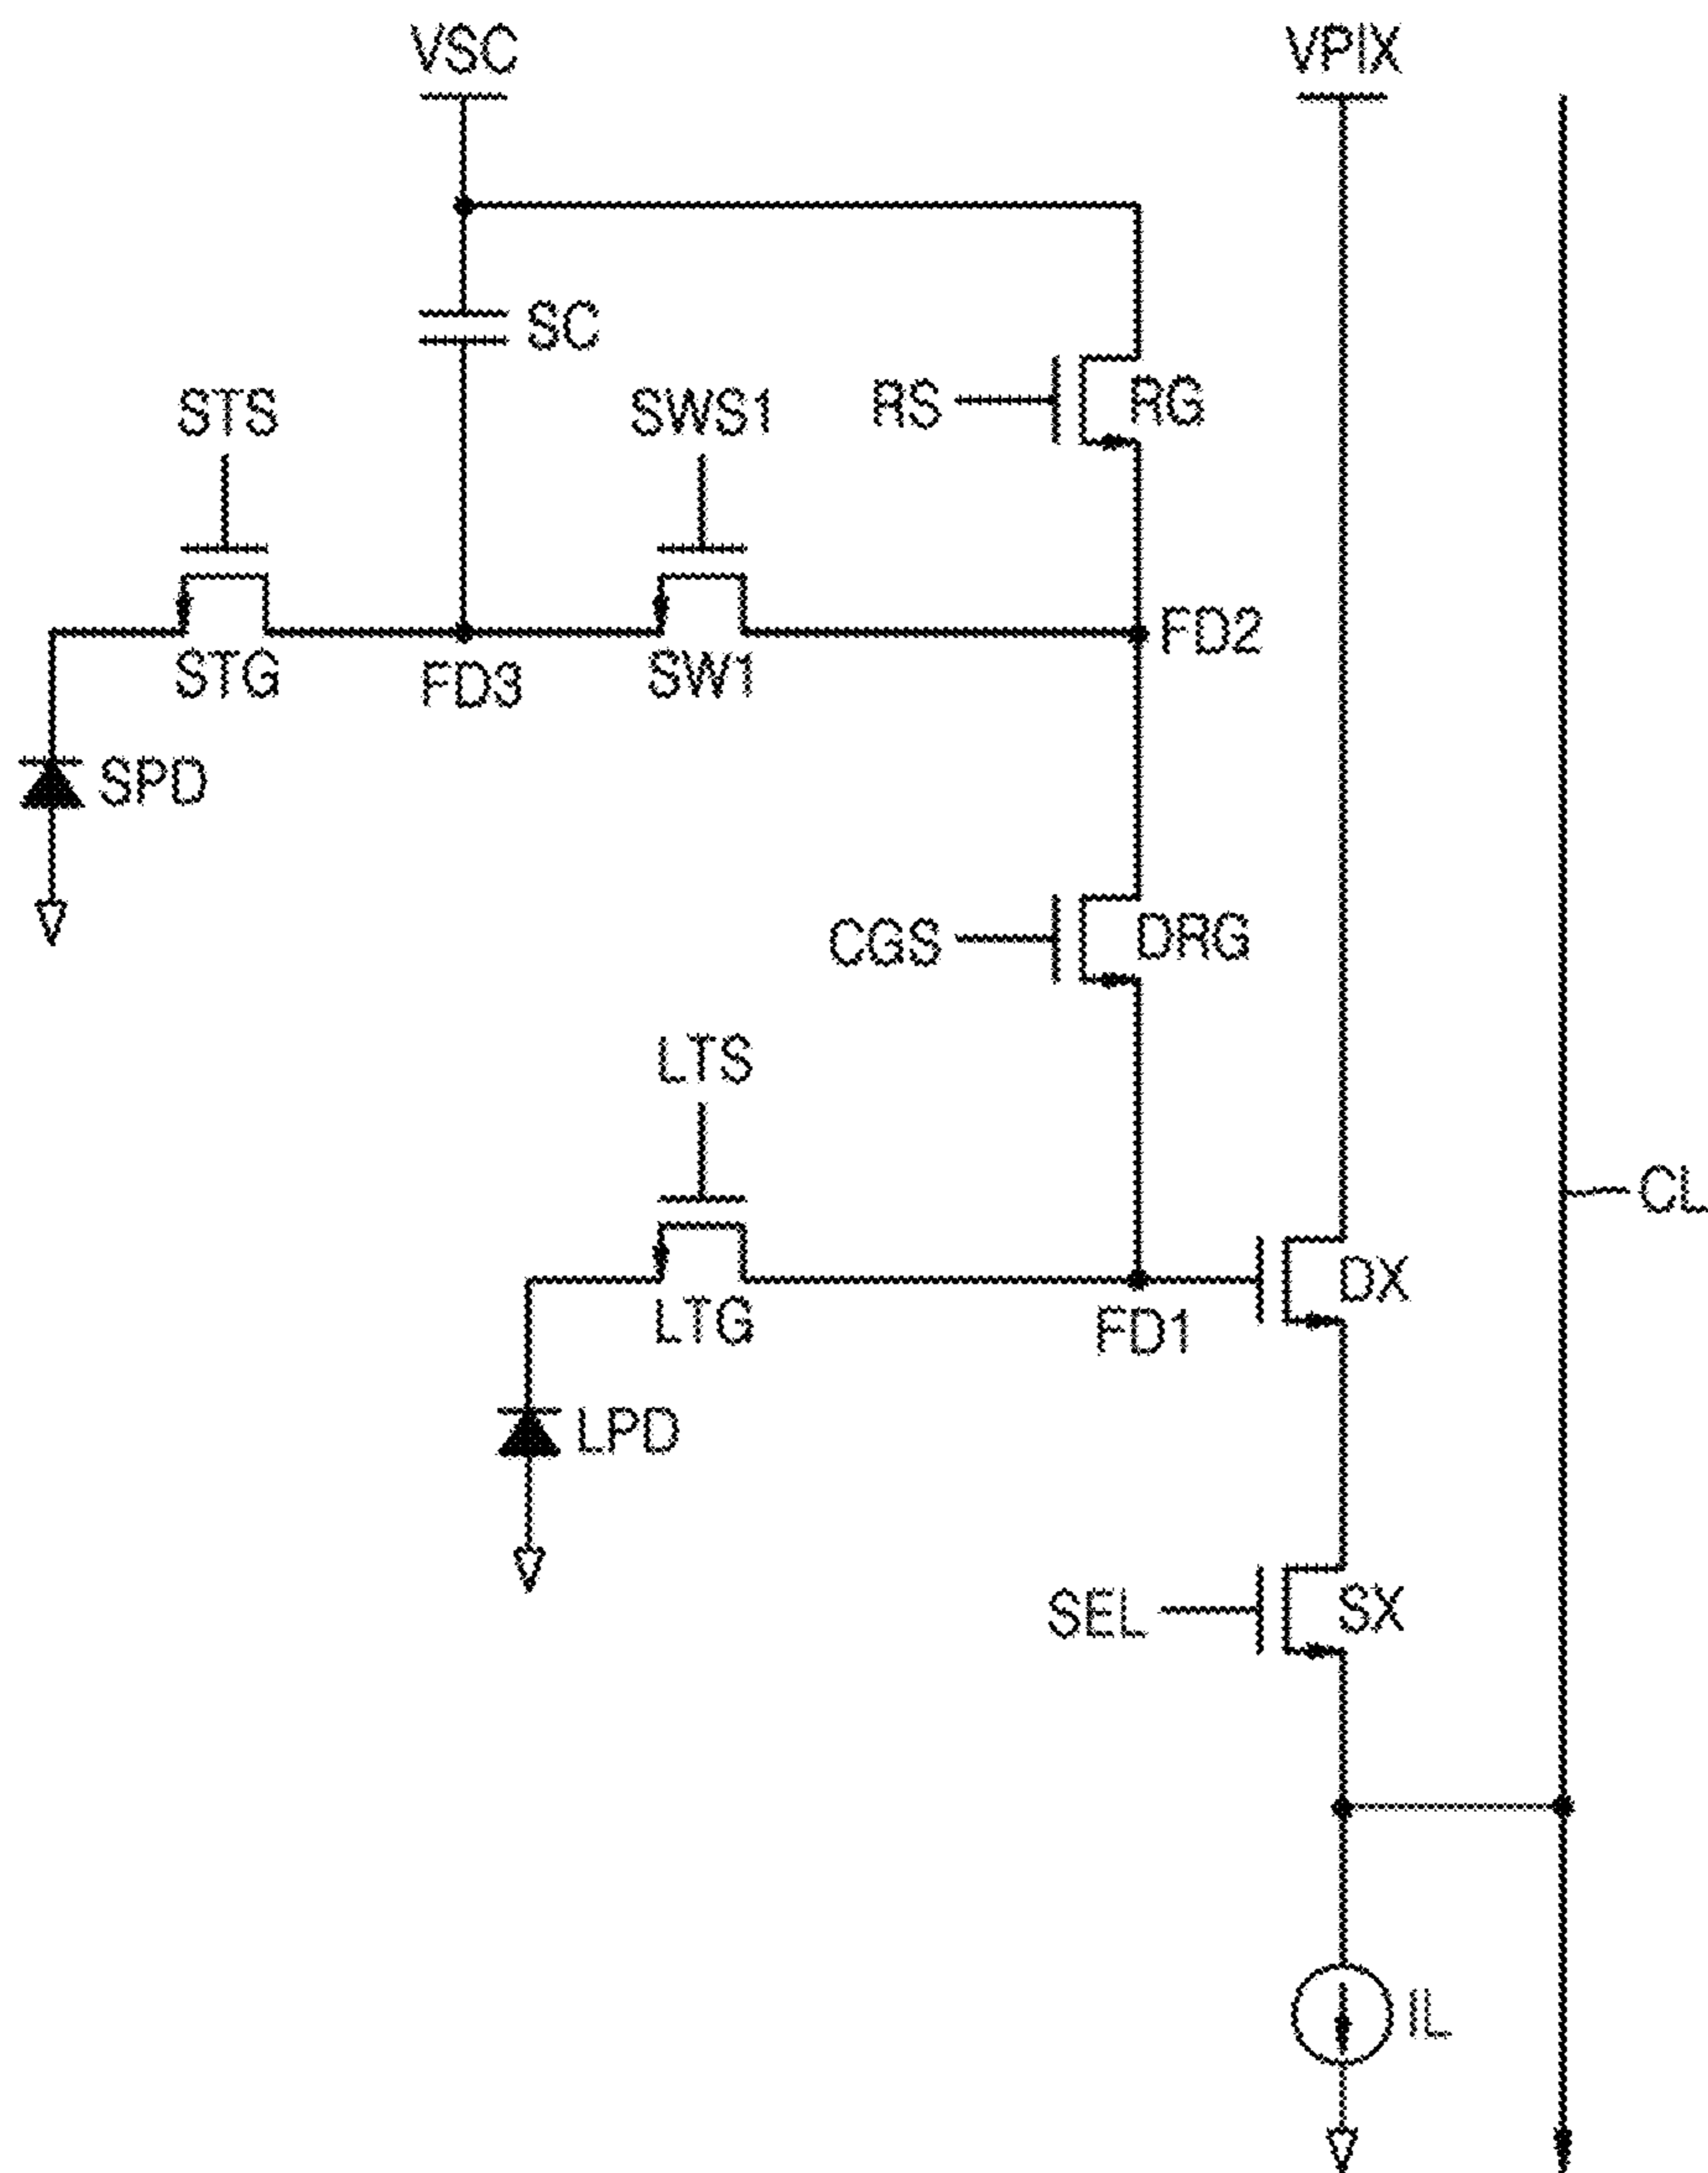 VSC
VPIX
SC
STS
SWS1
RS
RG
STG
FD3
SW1
FD2
SPD
CGS
DRG
LTS
CL
LTG
FD1
DX
LPD
SEL
SX
IL